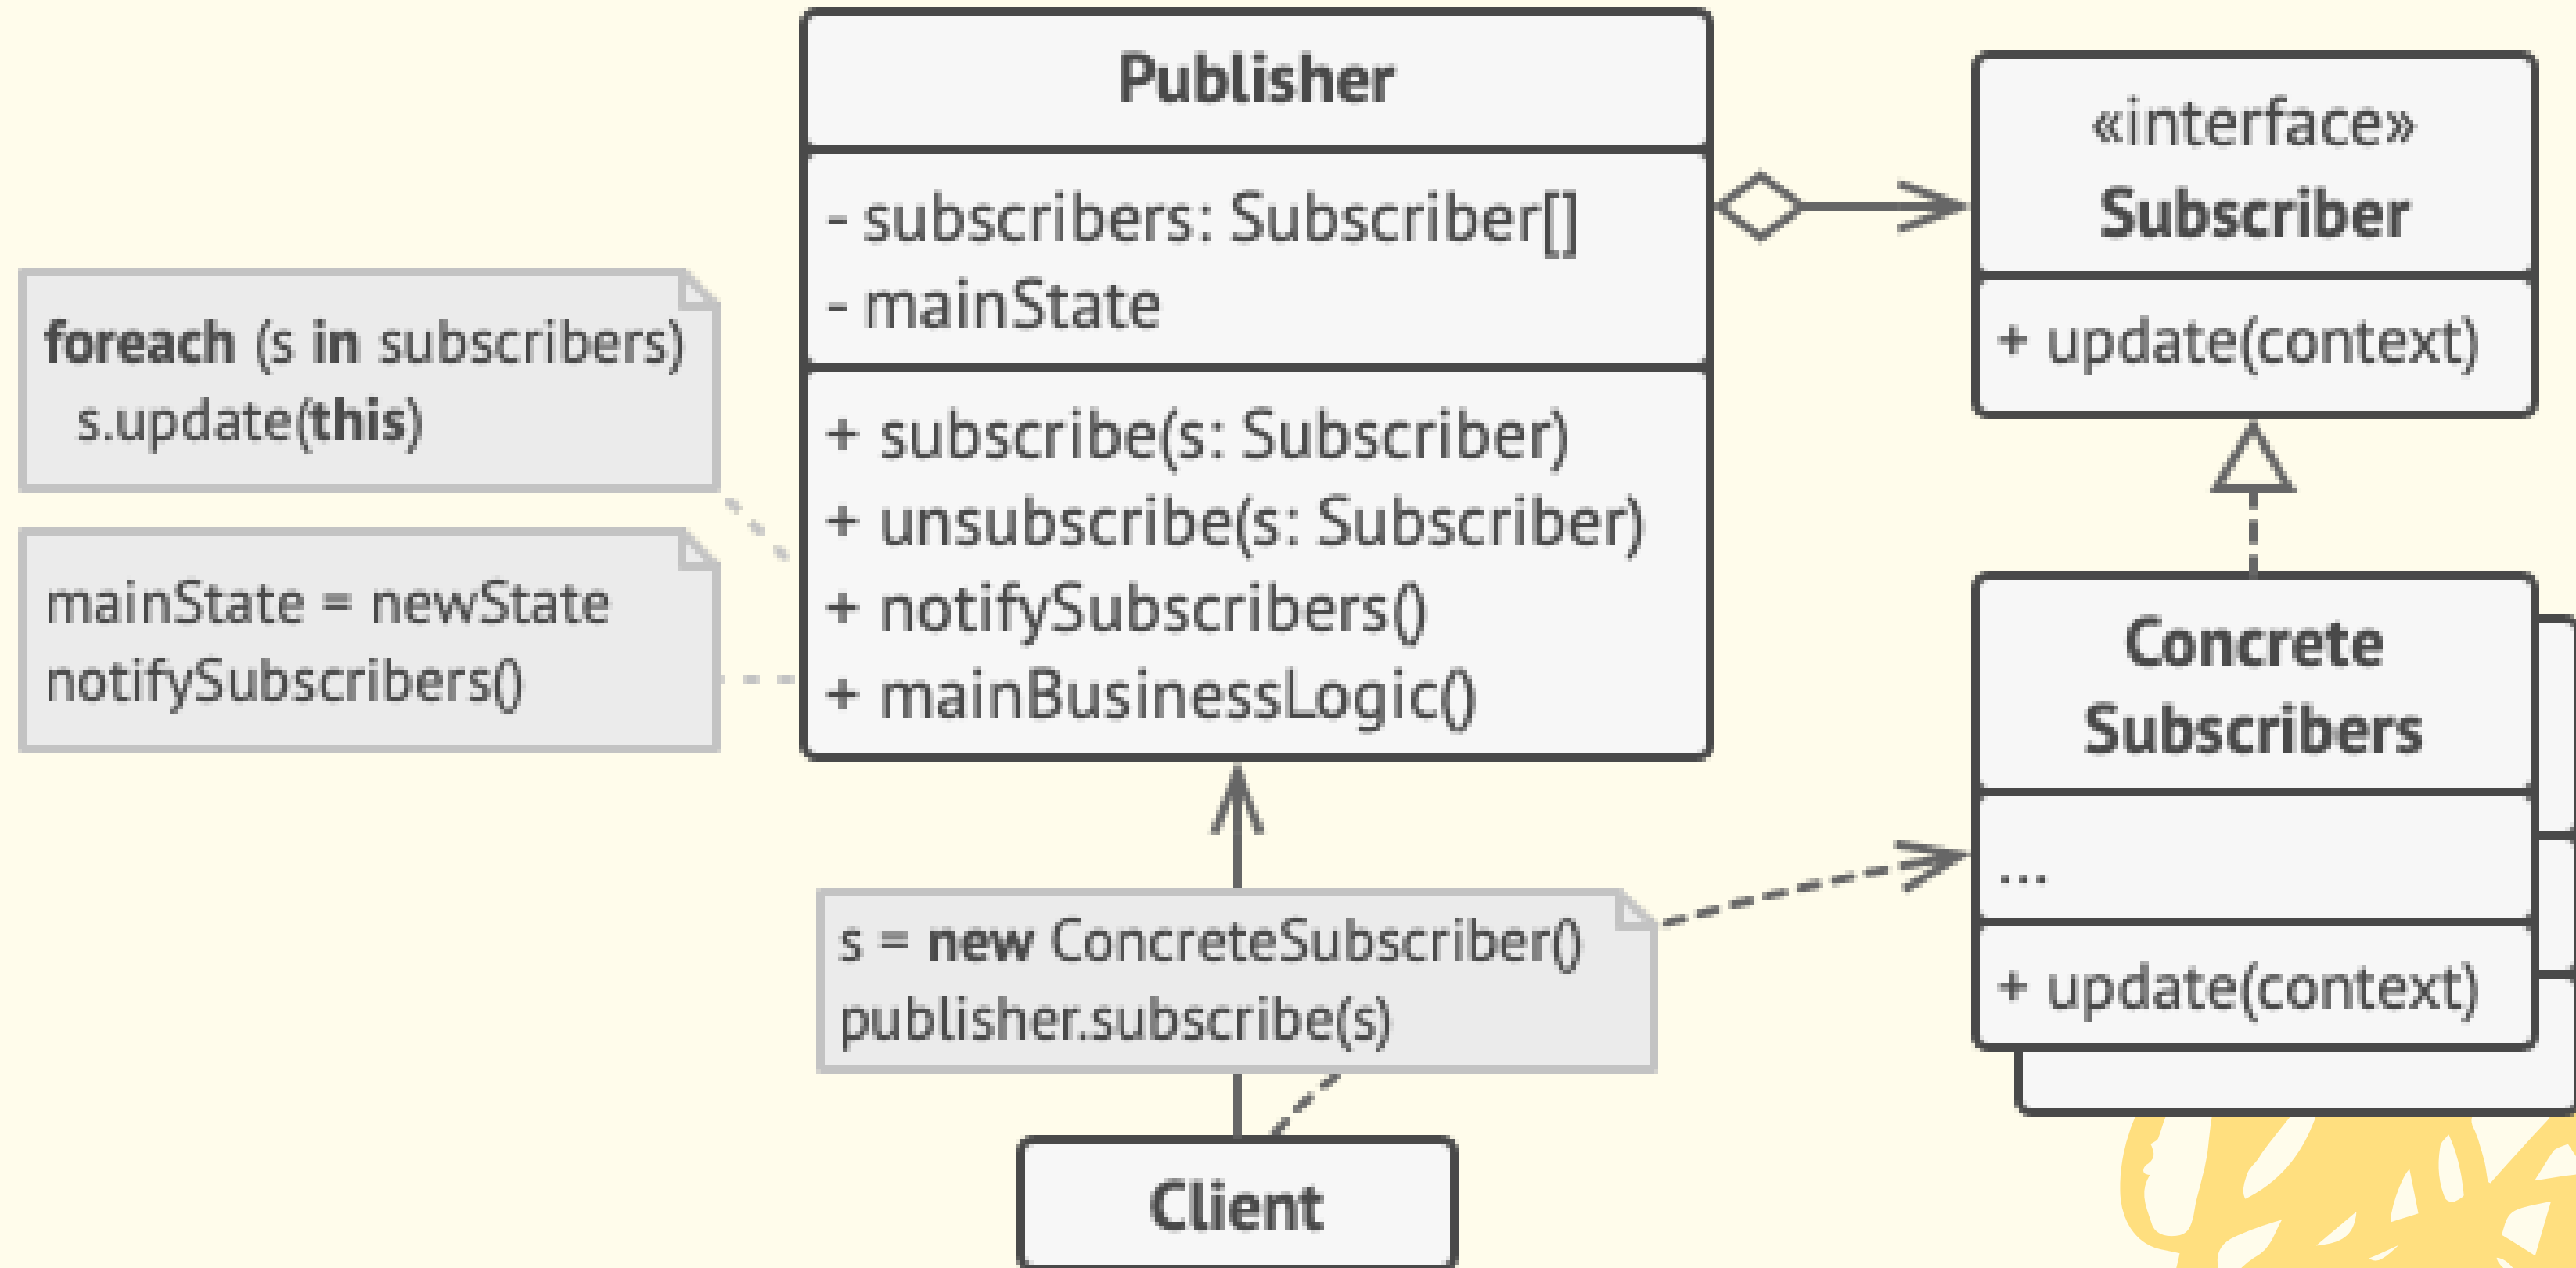 Publisher
- subscribers: Subscriber[]
- mainState
+ subscribe(s: Subscriber)
+ unsubscribe(s: Subscriber)
+ notifySubscribers()
+ mainBusinessLogic()
«interface»
Subscriber
+ update(context)
foreach (s in subscribers)
s.update(this)
mainState = newState
notifySubscribers()
Concrete
Subscribers
...
+ update(context)
s = new ConcreteSubscriber()
publisher.subscribe(s)
Client